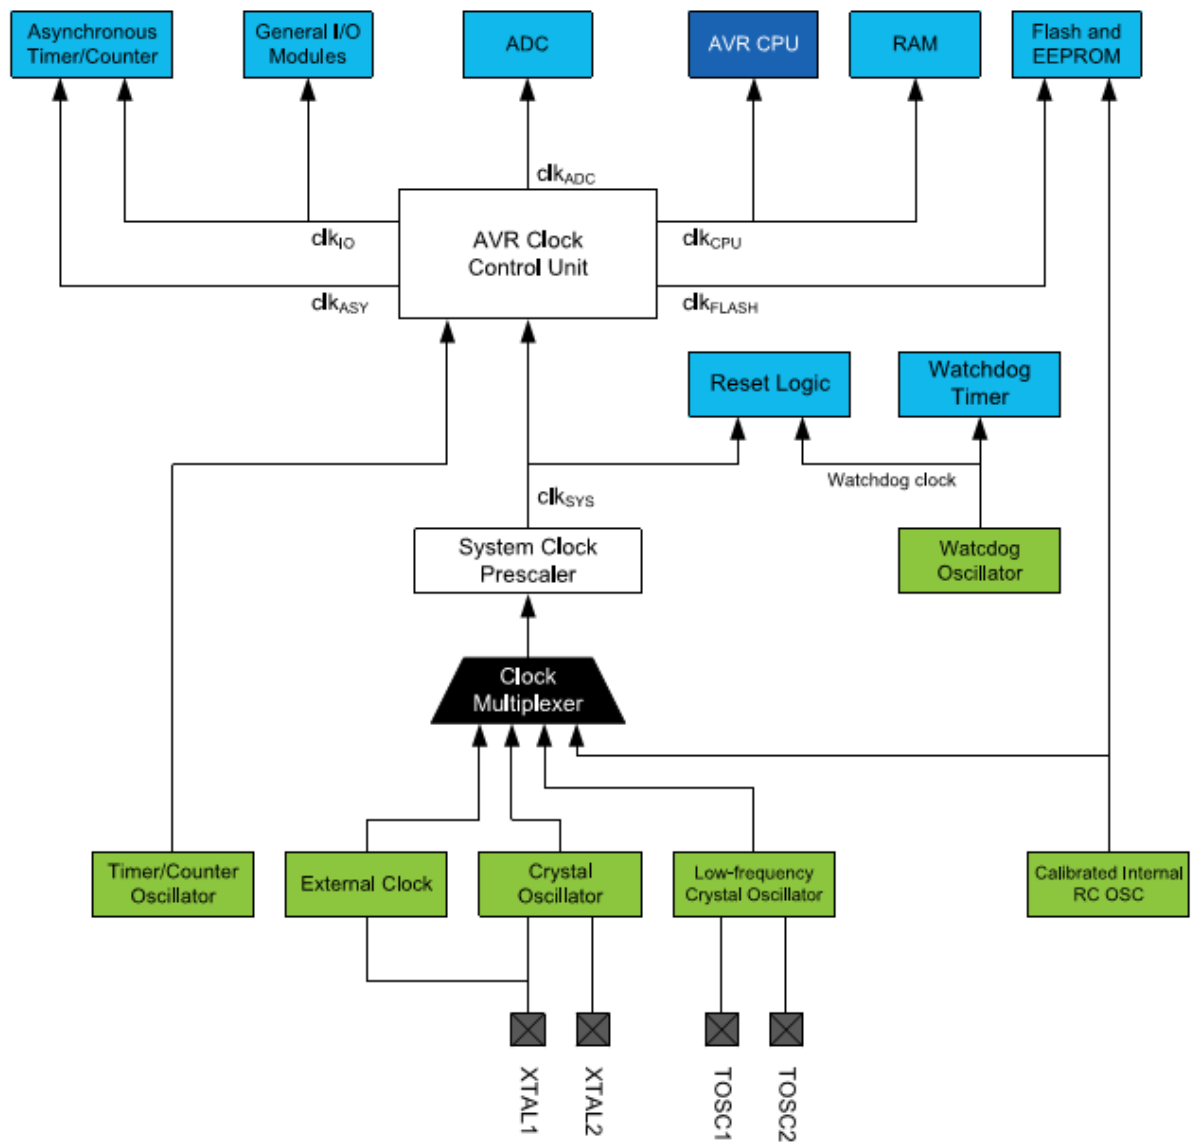 Asynchronous
Timer/Counter
General I/O
Modules
ADC
AVR CPU
RAM
Flash and
EEPROM
clkADC
clkIO
AVR Clock
Control Unit
clkCPU
clkASY
clkFLASH
Reset Logic
Watchdog
Timer
Watchdog clock
clkSYS
System Clock
Prescaler
Watcdog
Oscillator
Clock
Multiplexer
Timer/Counter
Oscillator
External Clock
Crystal
Oscillator
Low-frequency
Crystal Oscillator
Calibrated Internal
RC OSC
XTAL1
XTAL2
TOSC1
TOSC2